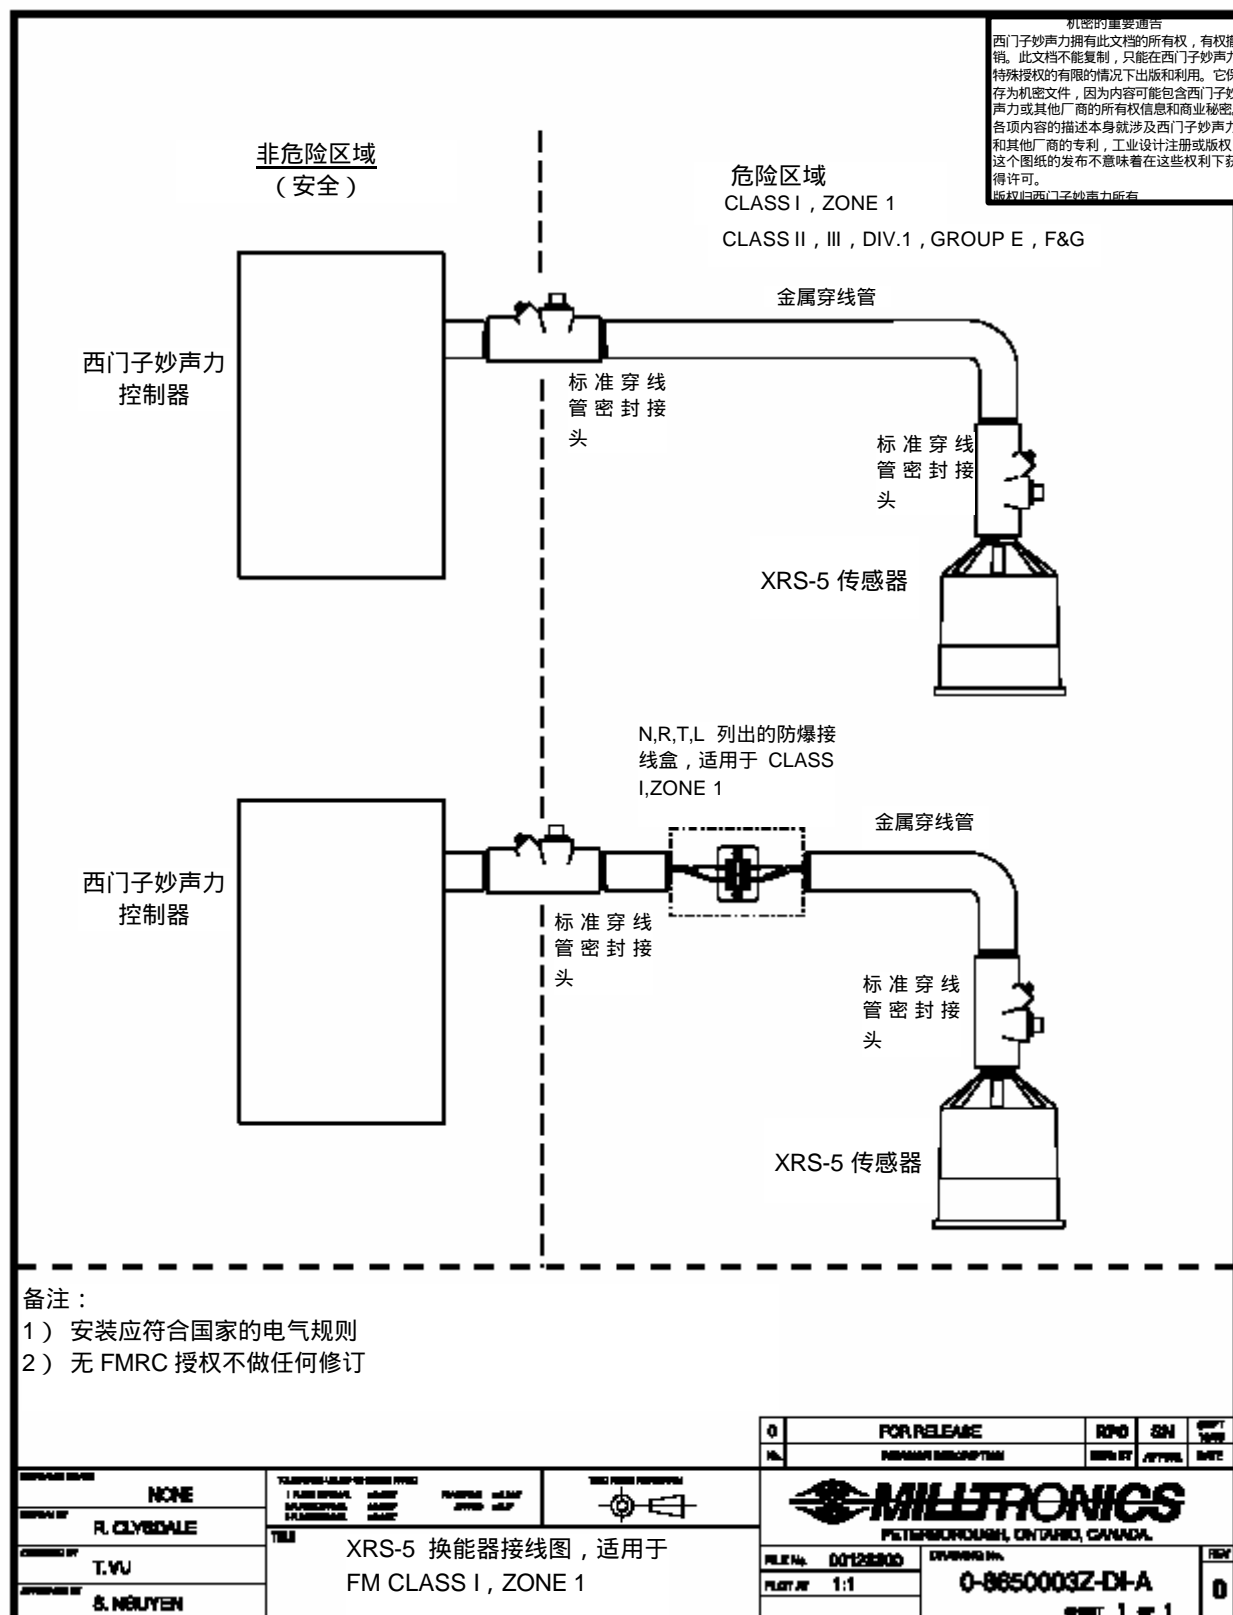 机密的重要通告
西门子妙声力拥有此文档的所有权，有权撤
销。此文档不能复制，只能在西门子妙声力
特殊授权的有限的情况下出版和利用。它保
存为机密文件，因为内容可能包含西门子妙
声力或其他厂商的所有权信息和商业秘密。
各项内容的描述本身就涉及西门子妙声力
和其他厂商的专利，工业设计注册或版权
这个图纸的发布不意味着在这些权利下获
得许可。
版权归西门子妙声力所有
非危险区域
（安全）
危险区域
CLASS I，ZONE 1
CLASS II，III，DIV.1，GROUP E，F&G
金属穿线管
西门子妙声力
控制器
标准穿线
管密封接
头
标准穿线
管密封接
头
XRS-5 传感器
N,R,T,L 列出的防爆接
线盒，适用于 CLASS
I,ZONE 1
金属穿线管
西门子妙声力
控制器
标准穿线
管密封接
头
标准穿线
管密封接
头
XRS-5 传感器
备注：
1） 安装应符合国家的电气规则
2） 无 FMRC 授权不做任何修订
0 FOR RELEASE SN
No. DATE
NONE
R. CLYSDALE
T.VU
S. NGUYEN
TITLE
XRS-5 换能器接线图，适用于
FM CLASS I，ZONE 1
MILLTRONICS
PETERBOROUGH, ONTARIO, CANADA.
FILE No.
DRAWING No.
REV
PLOT AT 1:1
0-8650003Z-DI-A
0
SHEET 1 OF 1